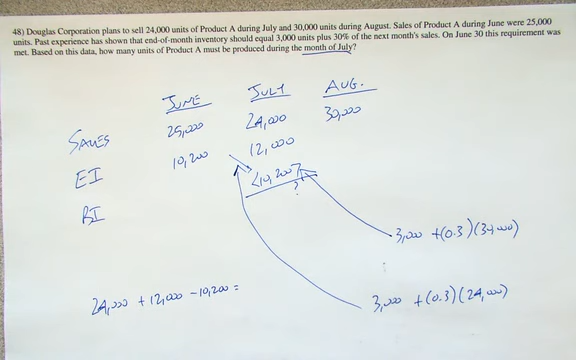 48) Douglas Corporation plans to sell 24,000 units of Product A during July and 30,000 units during August. Sales of Product A during June were 25,000
units. Past experience has shown that end-of-month inventory should equal 3,000 units plus 30% of the next month's sales. On June 30 this requirement was
met. Based on this data, how many units of Product A must be produced during the month of July?
JUNE JULY AUG.
SALES 25,000 24,000 30,000
EI 10,200 12,000
BI <10,200>
?
3,000 + (0.3)(30,000)
24,000 + 12,000 - 10,200 =
3,000 + (0.3)(24,000)